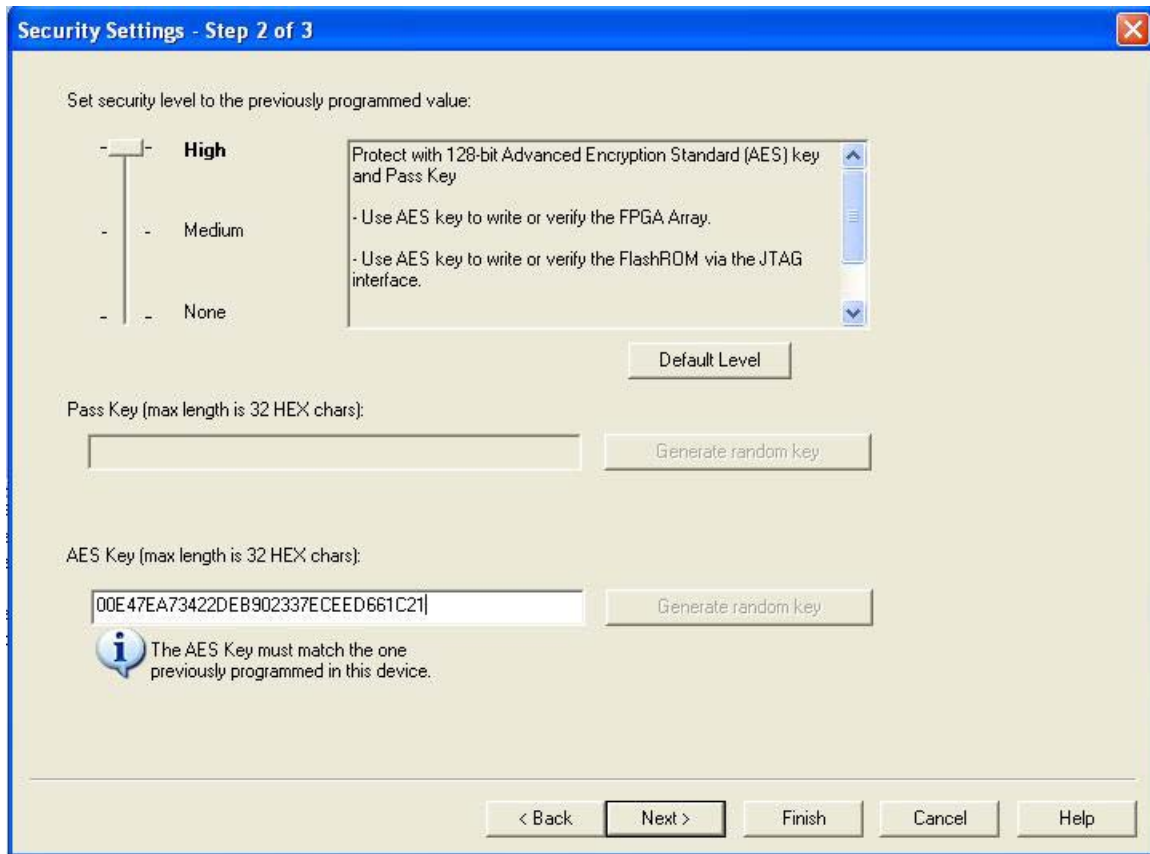 Security Settings - Step 2 of 3
Set security level to the previously programmed value:
High
Medium
None
Protect with 128-bit Advanced Encryption Standard (AES) key
and Pass Key
- Use AES key to write or verify the FPGA Array.
- Use AES key to write or verify the FlashROM via the JTAG
interface.
Default Level
Pass Key (max length is 32 HEX chars):
Generate random key
AES Key (max length is 32 HEX chars):
00E47EA73422DEB902337ECEED661C21
Generate random key
The AES Key must match the one
previously programmed in this device.
< Back
Next >
Finish
Cancel
Help